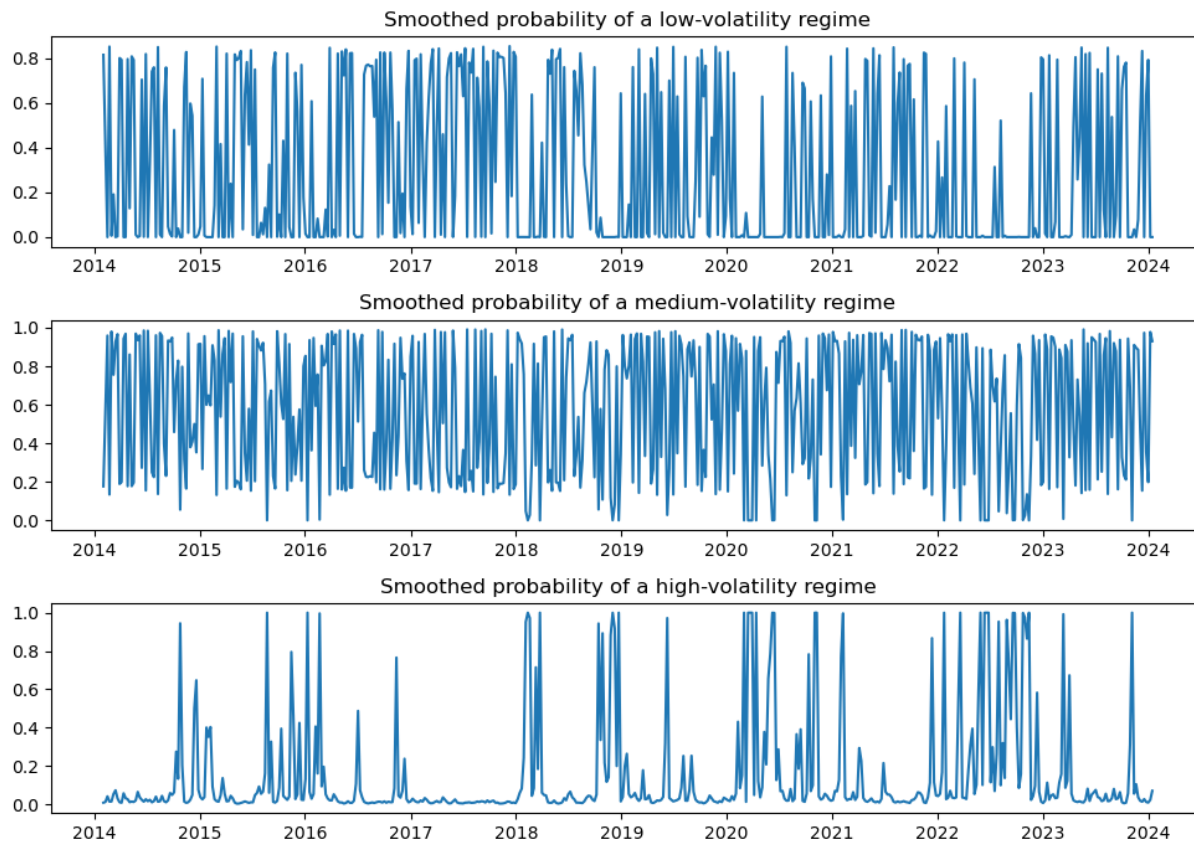 Smoothed probability of a low-volatility regime
0.8
0.6
0.4
0.2
0.0
2014 2015 2016 2017 2018 2019 2020 2021 2022 2023 2024
Smoothed probability of a medium-volatility regime
1.0
0.8
0.6
0.4
0.2
0.0
2014 2015 2016 2017 2018 2019 2020 2021 2022 2023 2024
Smoothed probability of a high-volatility regime
1.0
0.8
0.6
0.4
0.2
0.0
2014 2015 2016 2017 2018 2019 2020 2021 2022 2023 2024